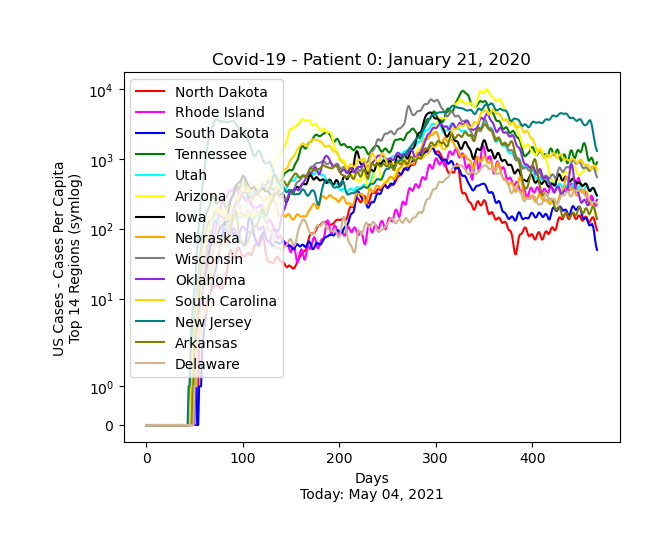 Covid-19 - Patient 0: January 21, 2020
US Cases - Cases Per Capita
Top 14 Regions (symlog)
10^4
10^3
10^2
10^1
10^0
0
North Dakota
Rhode Island
South Dakota
Tennessee
Utah
Arizona
Iowa
Nebraska
Wisconsin
Oklahoma
South Carolina
New Jersey
Arkansas
Delaware
0 100 200 300 400
Days
Today: May 04, 2021